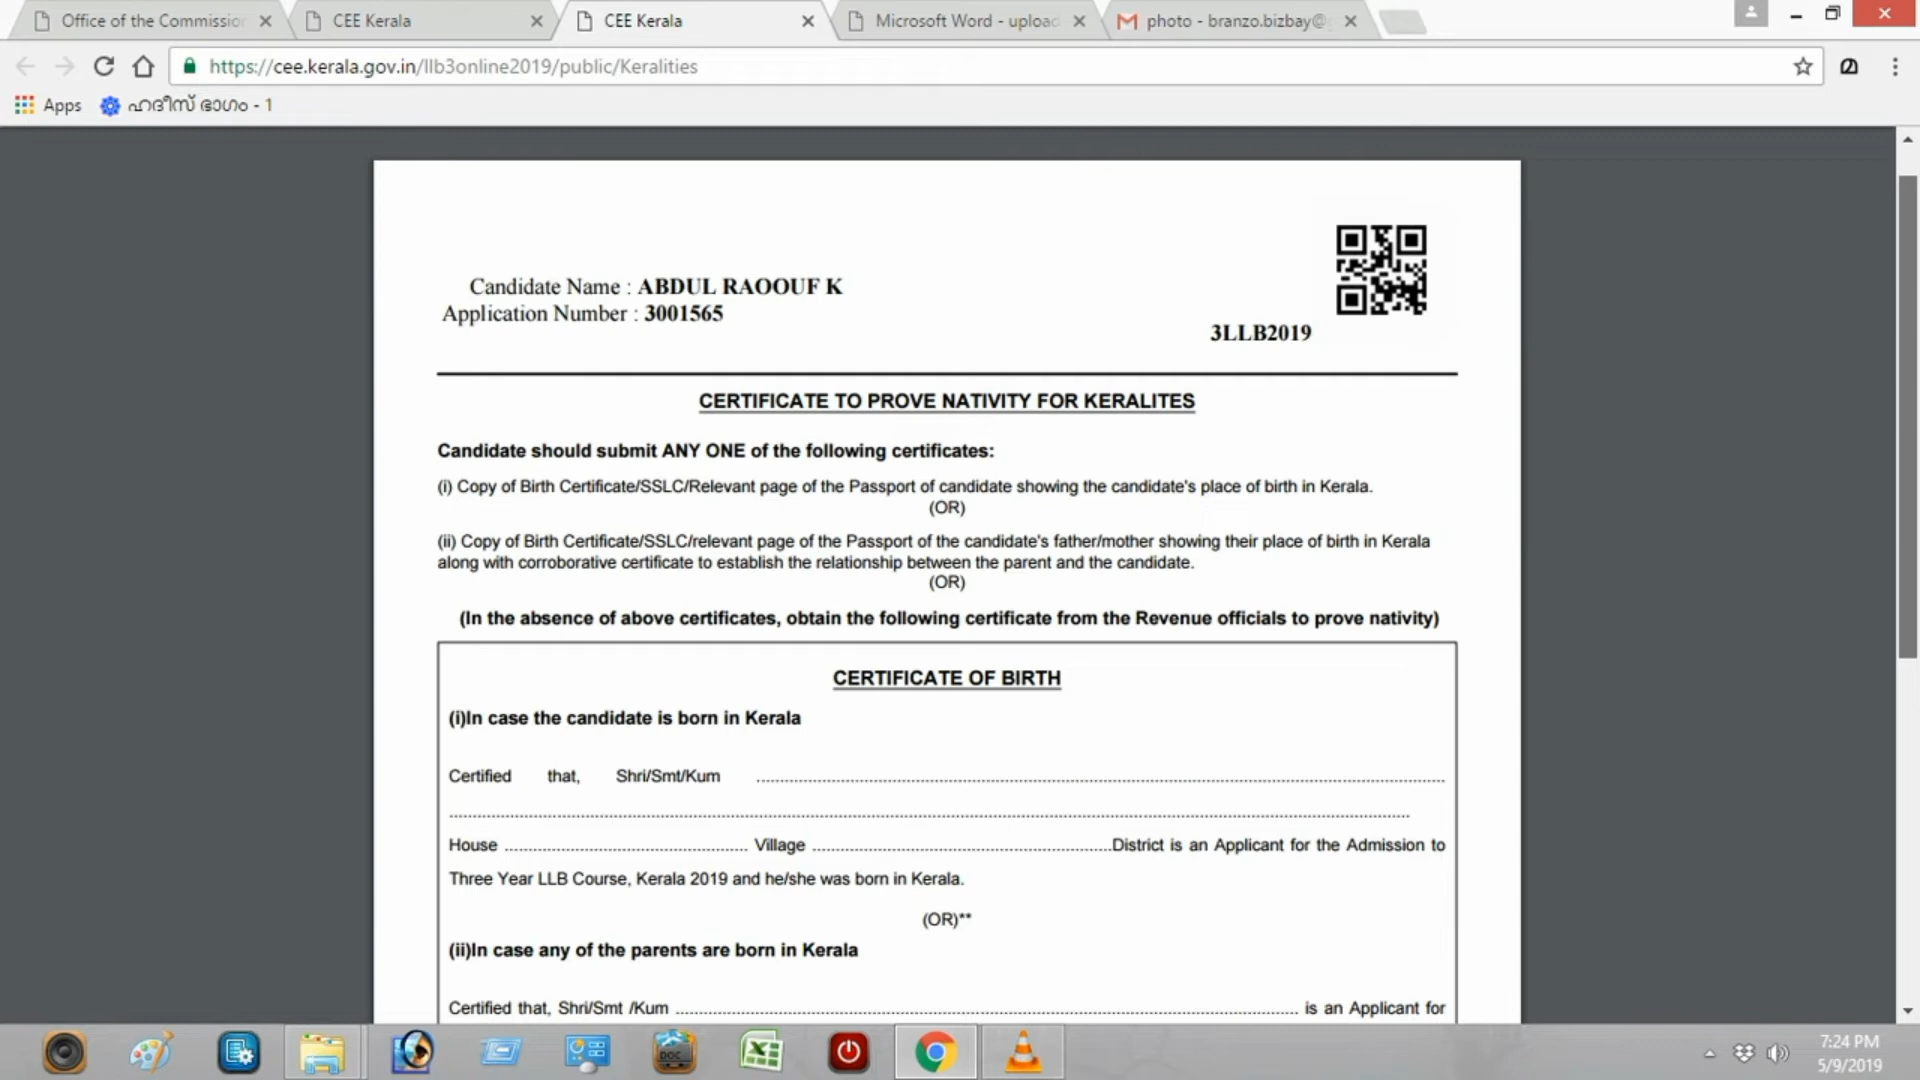 Office of the Commission
CEE Kerala
CEE Kerala
Microsoft Word - upload
photo - branzo.bizbay@
https://cee.kerala.gov.in/llb3online2019/public/Keralities
Apps
ഹദീസ് ഭാഗം - 1
Candidate Name : ABDUL RAOOUF K
Application Number : 3001565
3LLB2019
CERTIFICATE TO PROVE NATIVITY FOR KERALITES
Candidate should submit ANY ONE of the following certificates:
(i) Copy of Birth Certificate/SSLC/Relevant page of the Passport of candidate showing the candidate's place of birth in Kerala.
(OR)
(ii) Copy of Birth Certificate/SSLC/relevant page of the Passport of the candidate's father/mother showing their place of birth in Kerala
along with corroborative certificate to establish the relationship between the parent and the candidate.
(OR)
(In the absence of above certificates, obtain the following certificate from the Revenue officials to prove nativity)
CERTIFICATE OF BIRTH
(i)In case the candidate is born in Kerala
Certified that, Shri/Smt/Kum ........................................
........................................
House .................... Village ....................District is an Applicant for the Admission to
Three Year LLB Course, Kerala 2019 and he/she was born in Kerala.
(OR)**
(ii)In case any of the parents are born in Kerala
Certified that, Shri/Smt /Kum ........................................ is an Applicant for
DOC
7:24 PM
5/9/2019